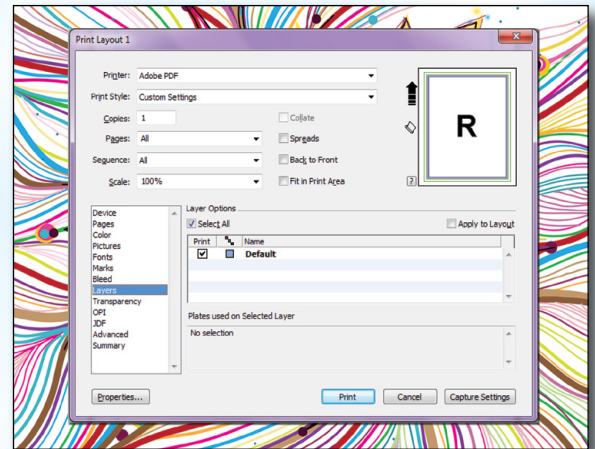 Print Layout 1
Printer: Adobe PDF
Print Style: Custom Settings
Copies: 1 Collate
Pages: All Spreads
Sequence: All Back to Front
Scale: 100% Fit in Print Area
R
?
Device
Pages
Color
Pictures
Fonts
Marks
Bleed
Layers
Transparency
OPI
JDF
Advanced
Summary
Layer Options
Select All Apply to Layout
Print Name
Default
Plates used on Selected Layer
No selection
Properties... Print Cancel Capture Settings